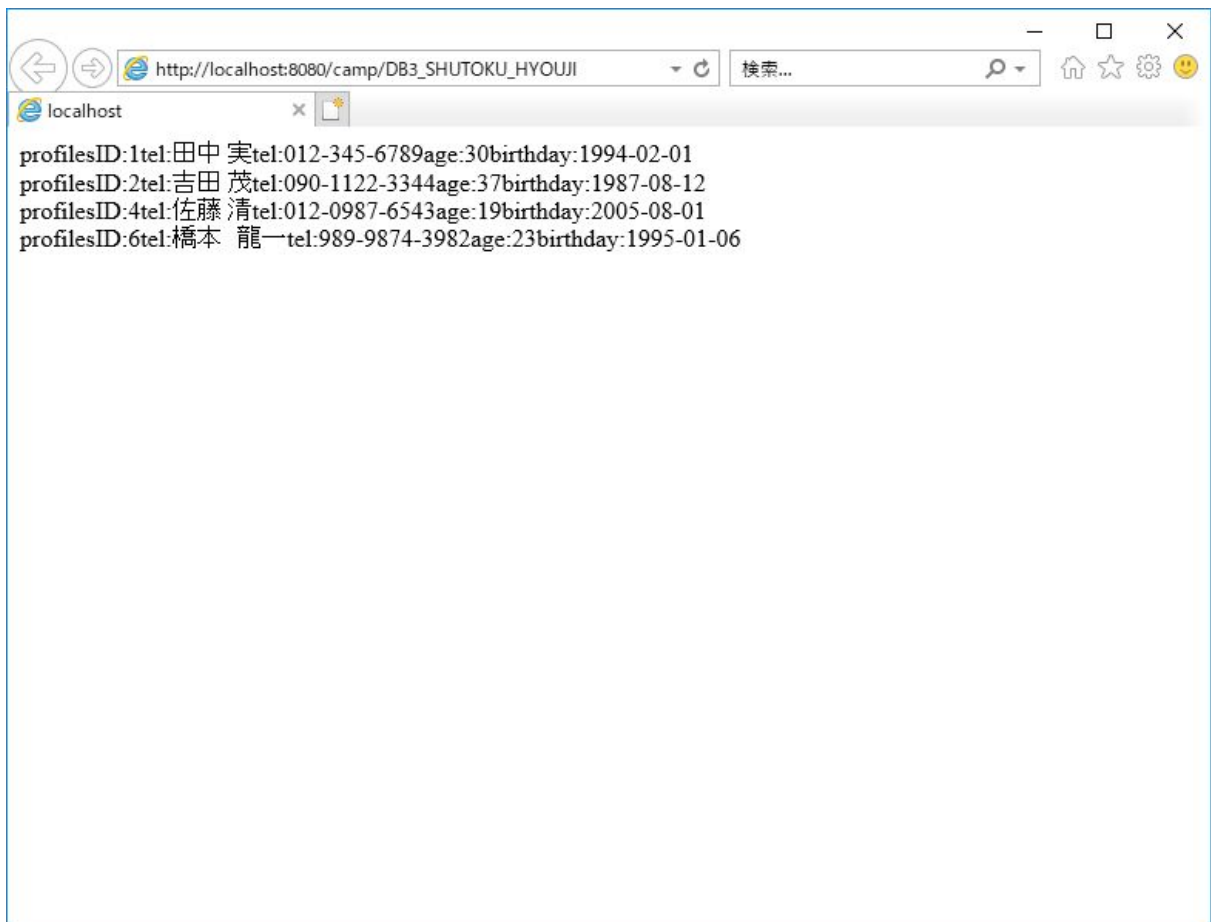 http://localhost:8080/camp/DB3_SHUTOKU_HYOUJI
検索...
localhost
profilesID:1tel:田中 実tel:012-345-6789age:30birthday:1994-02-01
profilesID:2tel:吉田 茂tel:090-1122-3344age:37birthday:1987-08-12
profilesID:4tel:佐藤 清tel:012-0987-6543age:19birthday:2005-08-01
profilesID:6tel:橋本　龍一tel:989-9874-3982age:23birthday:1995-01-06